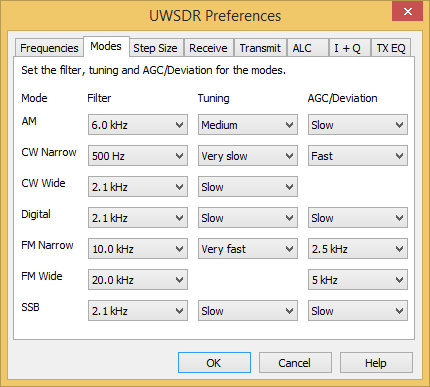 UWSDR Preferences
Frequencies Modes Step Size Receive Transmit ALC I + Q TX EQ
Set the filter, tuning and AGC/Deviation for the modes.
Mode Filter Tuning AGC/Deviation
AM 6.0 kHz Medium Slow
CW Narrow 500 Hz Very slow Fast
CW Wide 2.1 kHz Slow
Digital 2.1 kHz Slow Slow
FM Narrow 10.0 kHz Very fast 2.5 kHz
FM Wide 20.0 kHz 5 kHz
SSB 2.1 kHz Slow Slow
OK Cancel Help